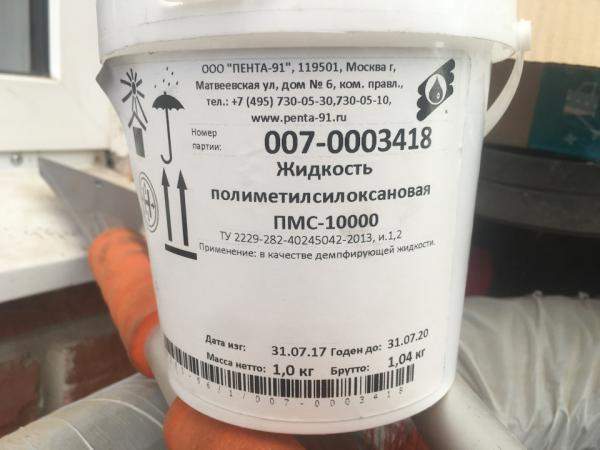 ООО "ПЕНТА-91", 119501, Москва г,
Матвеевская ул, дом № 6, ком. правл.,
тел.: +7 (495) 730-05-30,730-05-10,
www.penta-91.ru
Номер партии: 007-0003418
Жидкость
полиметилсилоксановая
ПМС-10000
ТУ 2229-282-40245042-2013, и.1,2
Применение: в качестве демпфирующей жидкости.
Дата изг: 31.07.17 Годен до: 31.07.20
Масса нетто: 1,0 кг Брутто: 1,04 кг
/007-0003418